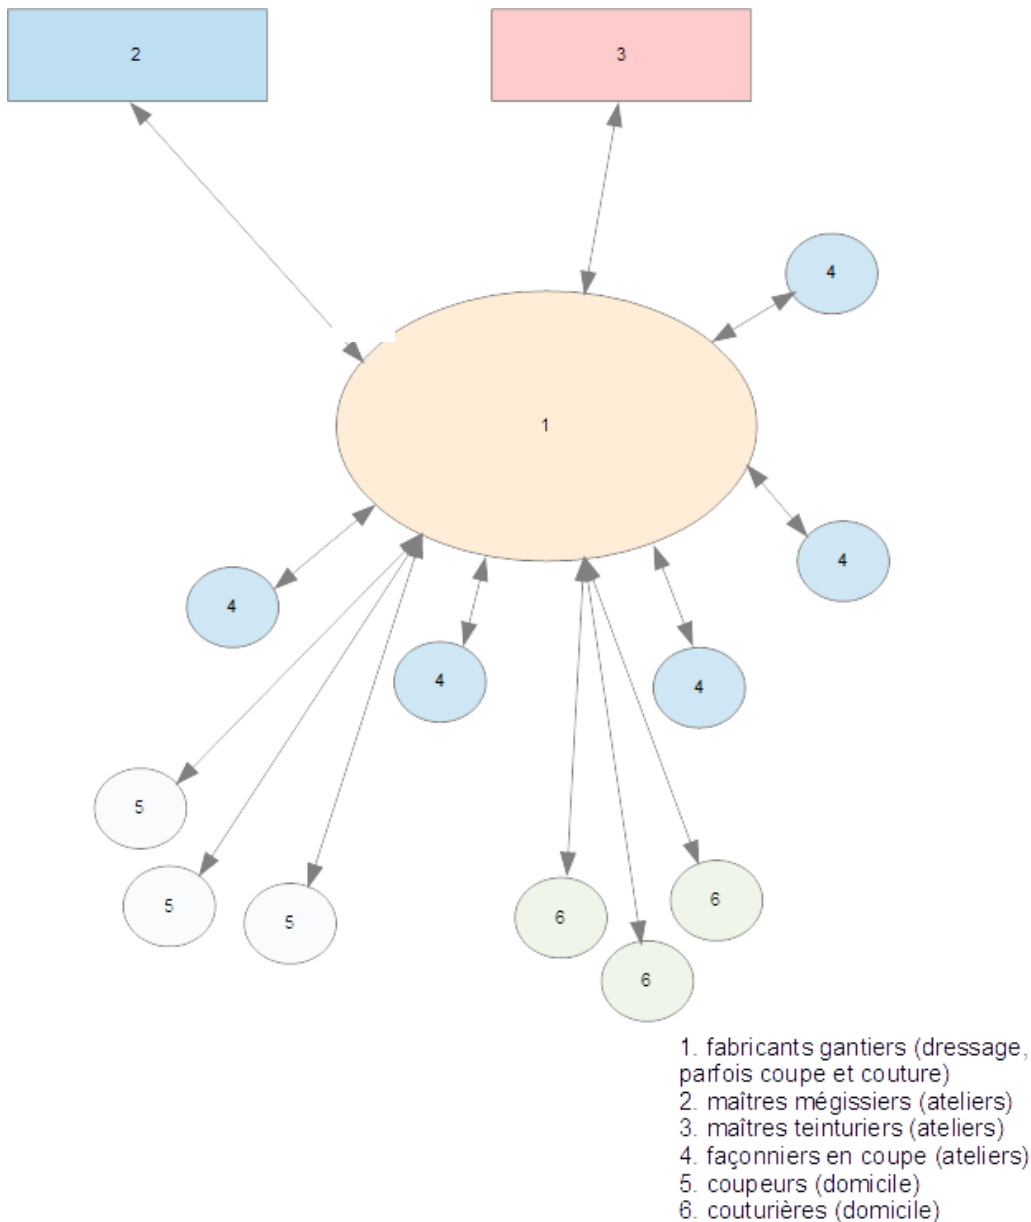 2
3
4
1
4
4
4
4
5
6
5
5
6
6
1. fabricants gantiers (dressage,
parfois coupe et couture)
2. maîtres mégissiers (ateliers)
3. maîtres teinturiers (ateliers)
4. façonniers en coupe (ateliers)
5. coupeurs (domicile)
6. couturières (domicile)